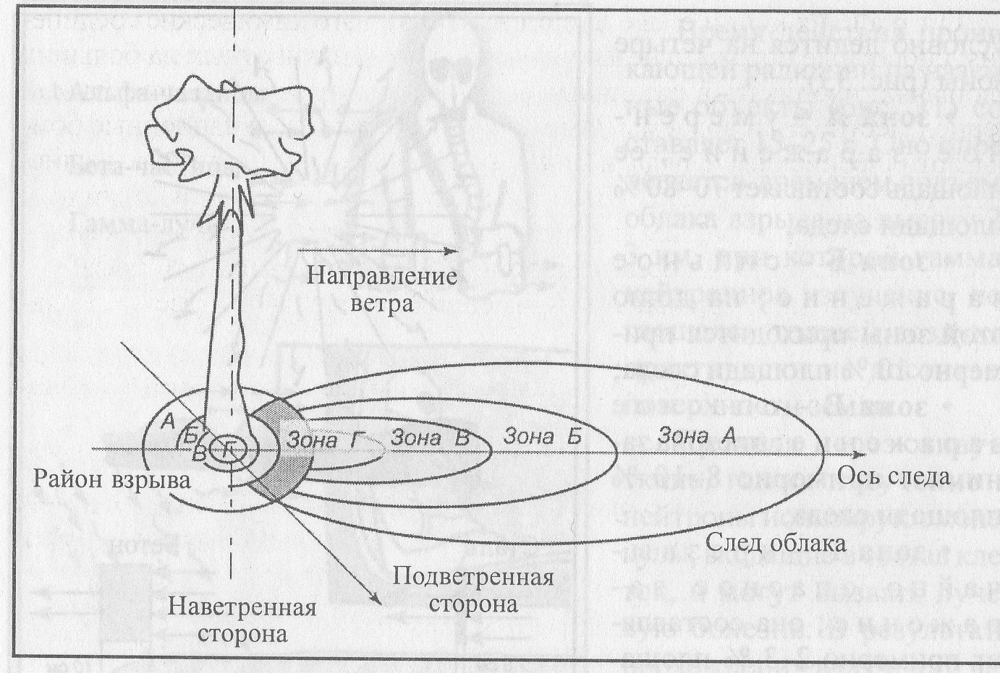 Направление
ветра
А
Б
В
Г
Зона Г
Зона В
Зона Б
Зона А
Район взрыва
Ось следа
След облака
Подветренная
сторона
Наветренная
сторона